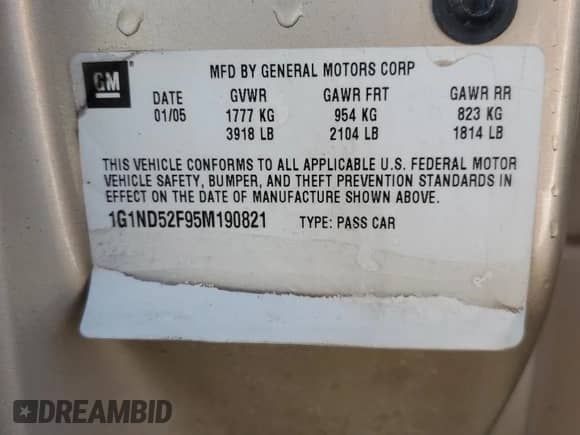 GM
MFD BY GENERAL MOTORS CORP
DATE GVWR GAWR FRT GAWR RR
01/05 1777 KG 954 KG 823 KG
3918 LB 2104 LB 1814 LB
THIS VEHICLE CONFORMS TO ALL APPLICABLE U.S. FEDERAL MOTOR
VEHICLE SAFETY, BUMPER, AND THEFT PREVENTION STANDARDS IN
EFFECT ON THE DATE OF MANUFACTURE SHOWN ABOVE.
1G1ND52F95M190821 TYPE: PASS CAR
DREAMBID